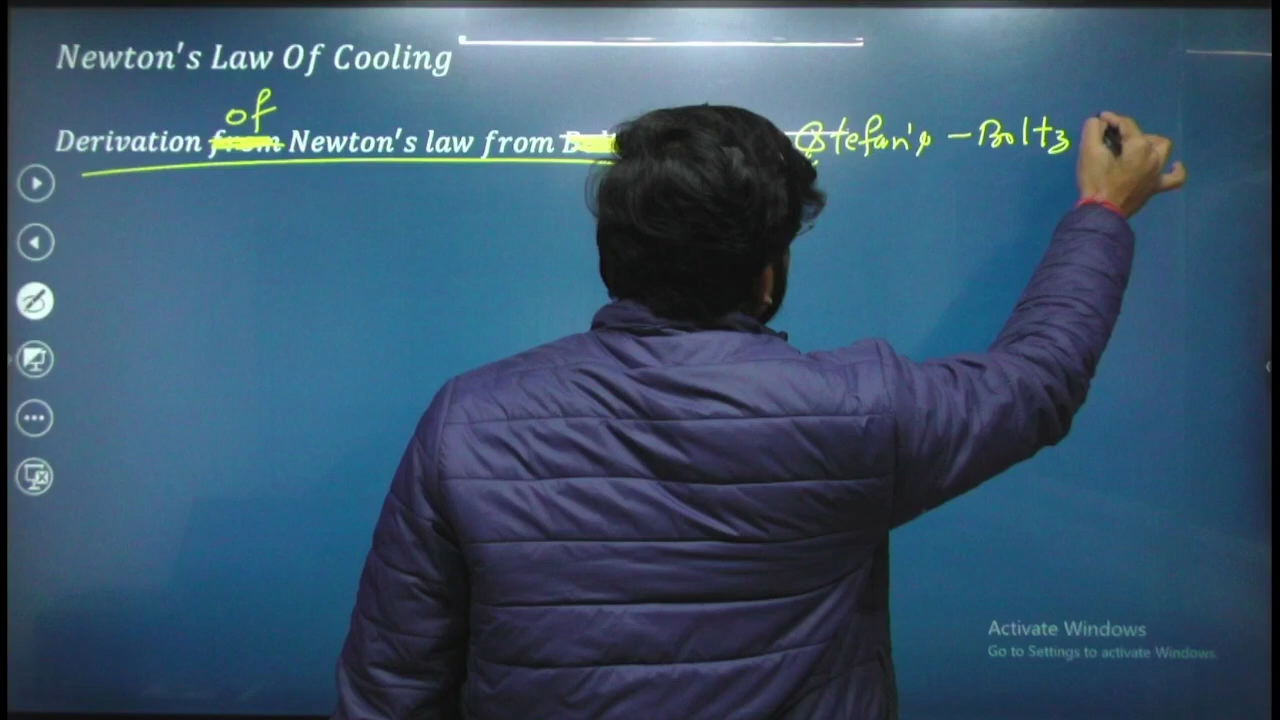 Newton's Law Of Cooling
of
Derivation from Newton's law from Stefan's - Boltz
Activate Windows
Go to Settings to activate Windows.